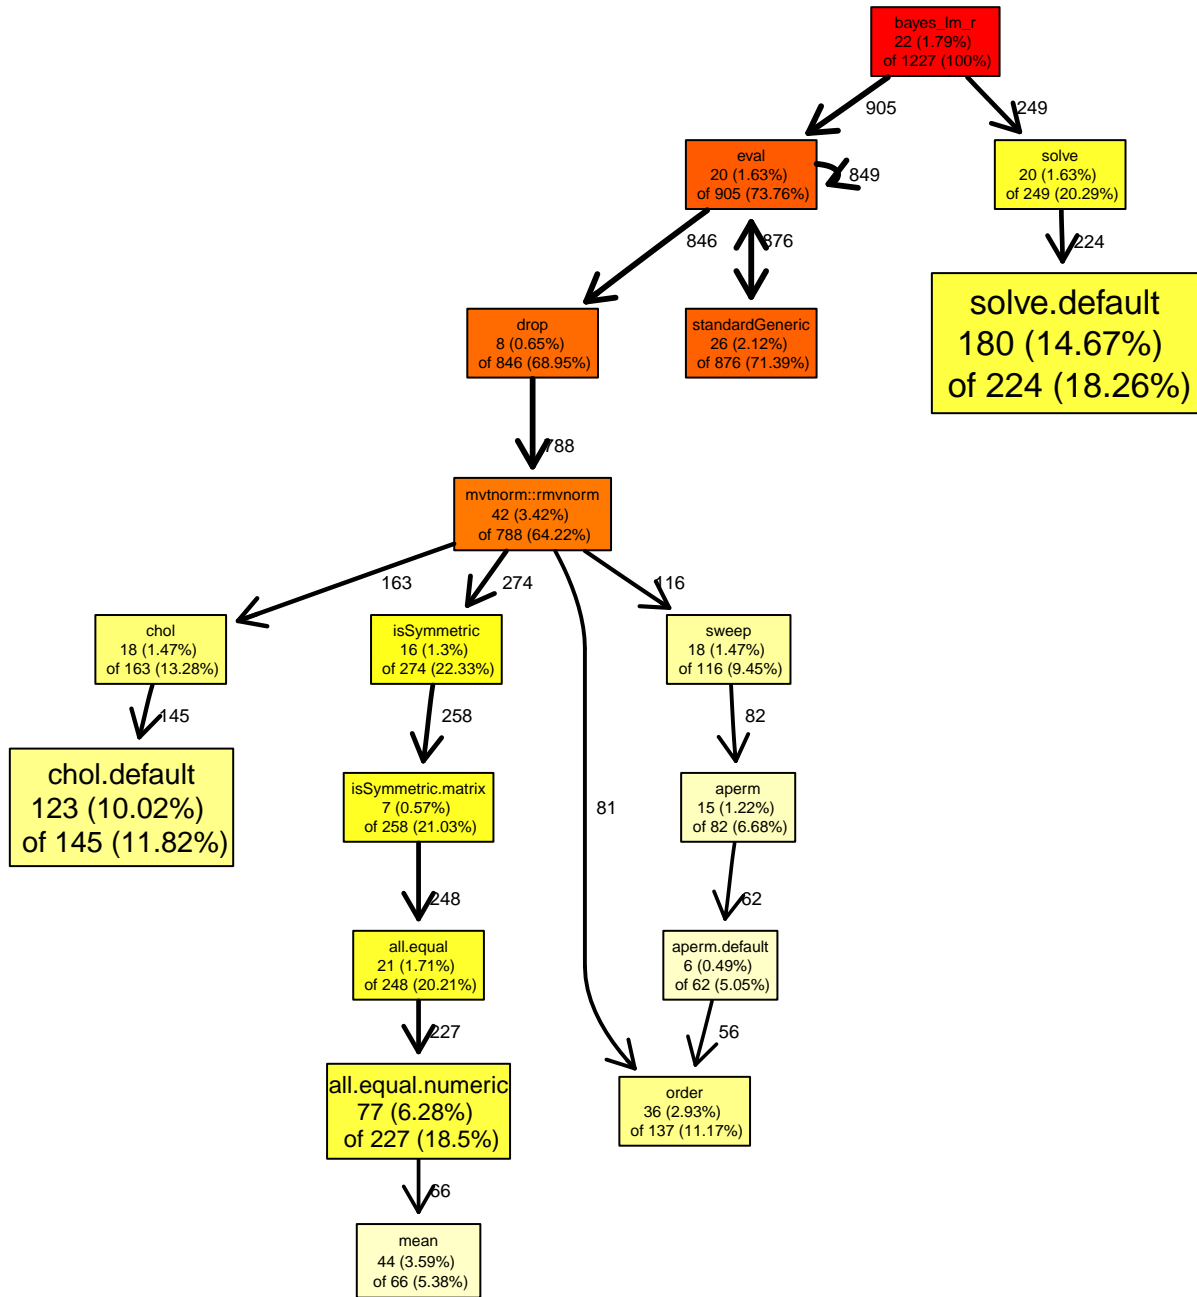 bayes_lm_r
22 (1.79%)
of 1227 (100%)
905
249
eval
20 (1.63%)
of 905 (73.76%)
849
solve
20 (1.63%)
of 249 (20.29%)
846
876
224
drop
8 (0.65%)
of 846 (68.95%)
standardGeneric
26 (2.12%)
of 876 (71.39%)
solve.default
180 (14.67%)
of 224 (18.26%)
788
mvtnorm::rmvnorm
42 (3.42%)
of 788 (64.22%)
163
274
116
chol
18 (1.47%)
of 163 (13.28%)
isSymmetric
16 (1.3%)
of 274 (22.33%)
sweep
18 (1.47%)
of 116 (9.45%)
145
258
82
chol.default
123 (10.02%)
of 145 (11.82%)
isSymmetric.matrix
7 (0.57%)
of 258 (21.03%)
81
aperm
15 (1.22%)
of 82 (6.68%)
248
62
all.equal
21 (1.71%)
of 248 (20.21%)
aperm.default
6 (0.49%)
of 62 (5.05%)
227
56
all.equal.numeric
77 (6.28%)
of 227 (18.5%)
order
36 (2.93%)
of 137 (11.17%)
66
mean
44 (3.59%)
of 66 (5.38%)